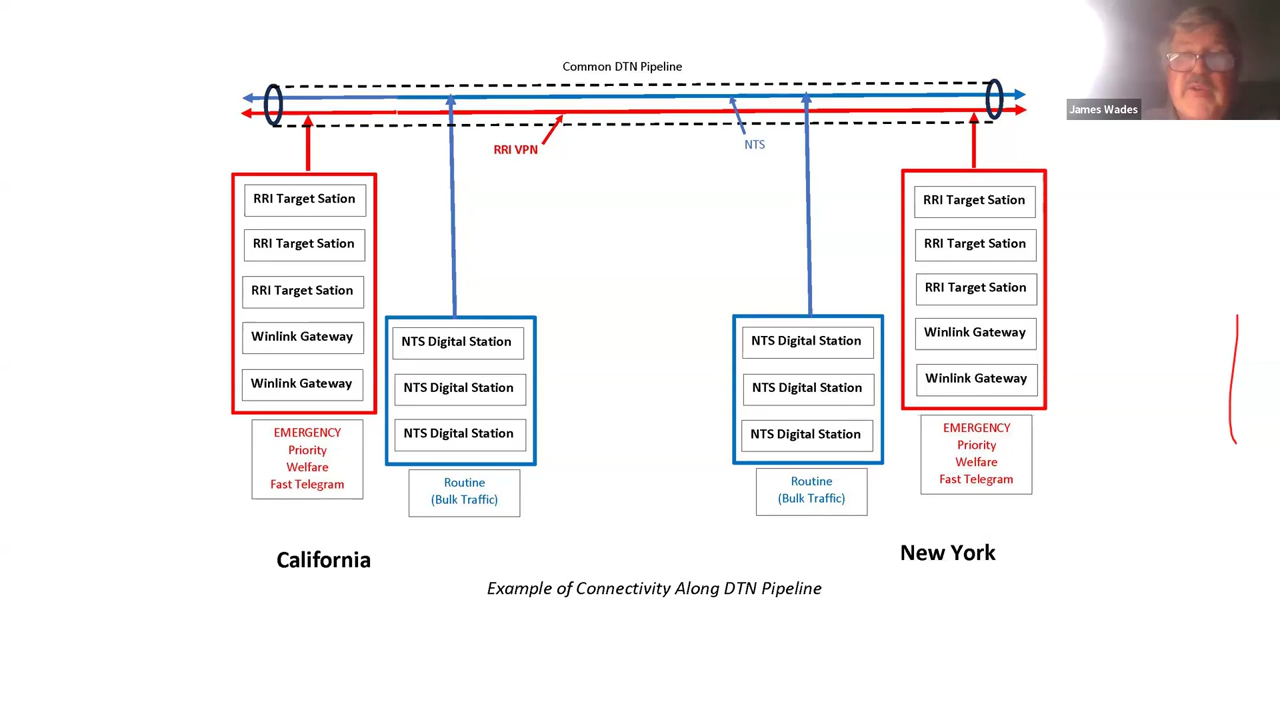 Common DTN Pipeline
James Wades
RRI VPN
NTS
RRI Target Sation
RRI Target Sation
RRI Target Sation
Winlink Gateway
Winlink Gateway
EMERGENCY
Priority
Welfare
Fast Telegram
NTS Digital Station
NTS Digital Station
NTS Digital Station
Routine
(Bulk Traffic)
NTS Digital Station
NTS Digital Station
NTS Digital Station
Routine
(Bulk Traffic)
RRI Target Sation
RRI Target Sation
RRI Target Sation
Winlink Gateway
Winlink Gateway
EMERGENCY
Priority
Welfare
Fast Telegram
California
New York
Example of Connectivity Along DTN Pipeline